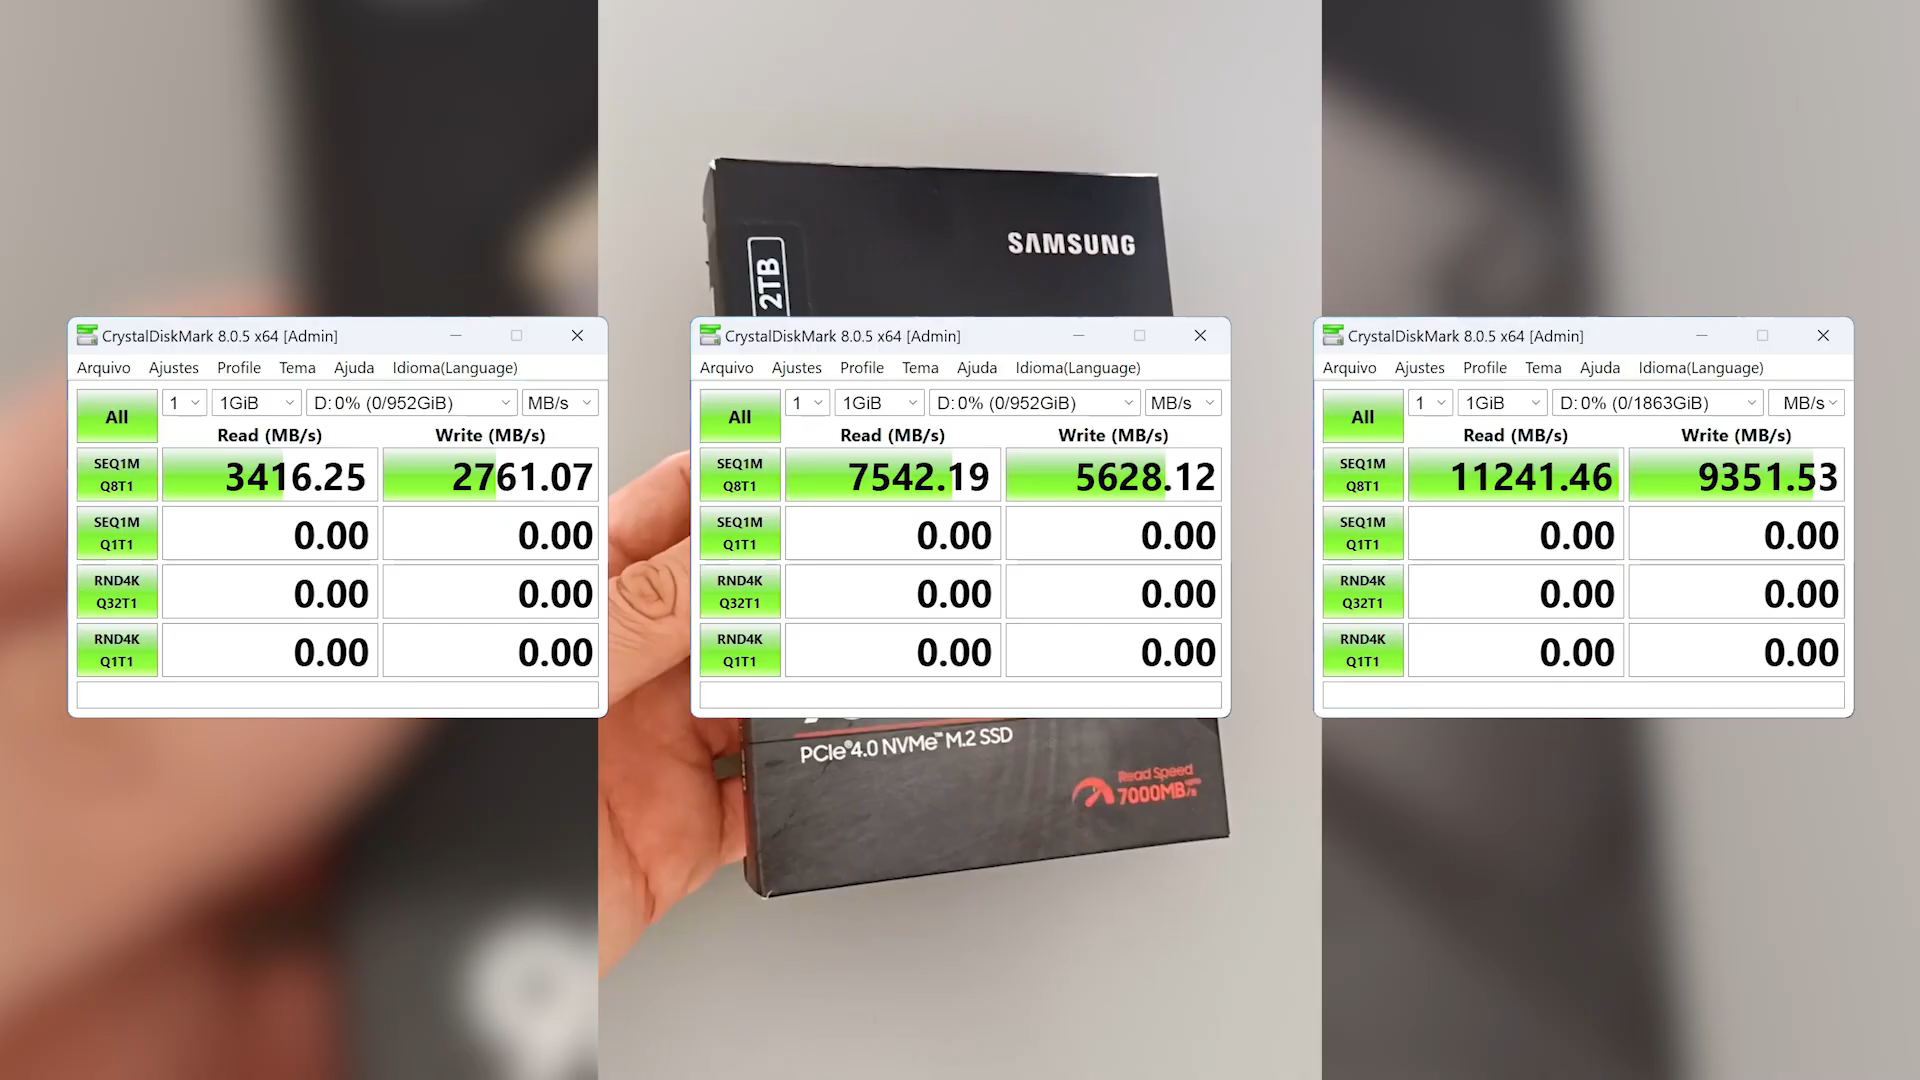 SAMSUNG
2TB
CrystalDiskMark 8.0.5 x64 [Admin]
Arquivo Ajustes Profile Tema Ajuda Idioma(Language)
All 1 1GiB D: 0% (0/952GiB) MB/s
Read (MB/s) Write (MB/s)
SEQ1M
Q8T1
3416.25 2761.07
SEQ1M
Q1T1
0.00 0.00
RND4K
Q32T1
0.00 0.00
RND4K
Q1T1
0.00 0.00
CrystalDiskMark 8.0.5 x64 [Admin]
Arquivo Ajustes Profile Tema Ajuda Idioma(Language)
All 1 1GiB D: 0% (0/952GiB) MB/s
Read (MB/s) Write (MB/s)
SEQ1M
Q8T1
7542.19 5628.12
SEQ1M
Q1T1
0.00 0.00
RND4K
Q32T1
0.00 0.00
RND4K
Q1T1
0.00 0.00
CrystalDiskMark 8.0.5 x64 [Admin]
Arquivo Ajustes Profile Tema Ajuda Idioma(Language)
All 1 1GiB D: 0% (0/1863GiB) MB/s
Read (MB/s) Write (MB/s)
SEQ1M
Q8T1
11241.46 9351.53
SEQ1M
Q1T1
0.00 0.00
RND4K
Q32T1
0.00 0.00
RND4K
Q1T1
0.00 0.00
PCIe®4.0 NVMe™ M.2 SSD
Read Speed
7000MB/s